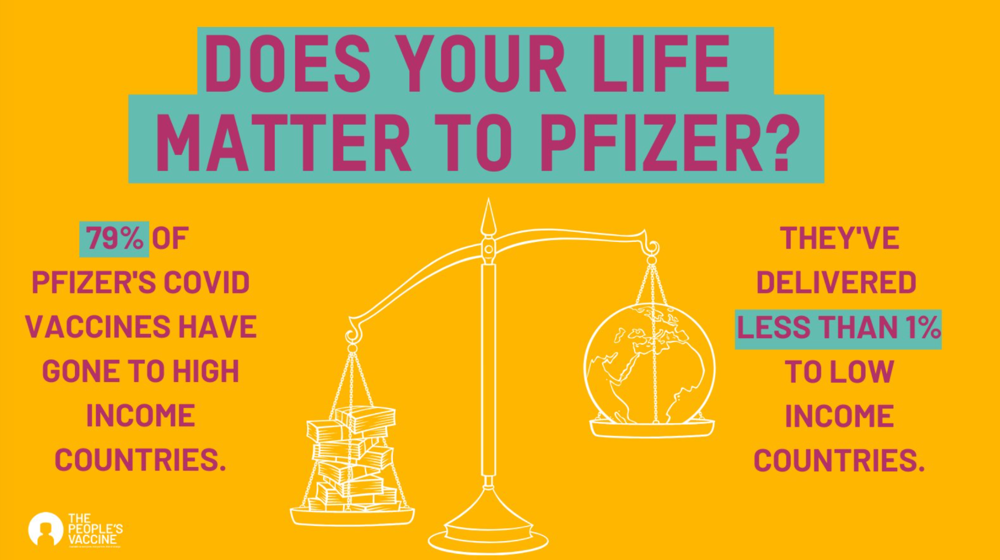 DOES YOUR LIFE
MATTER TO PFIZER?
79% OF
PFIZER'S COVID
VACCINES HAVE
GONE TO HIGH
INCOME
COUNTRIES.
THEY'VE
DELIVERED
LESS THAN 1%
TO LOW
INCOME
COUNTRIES.
THE
PEOPLE'S
VACCINE